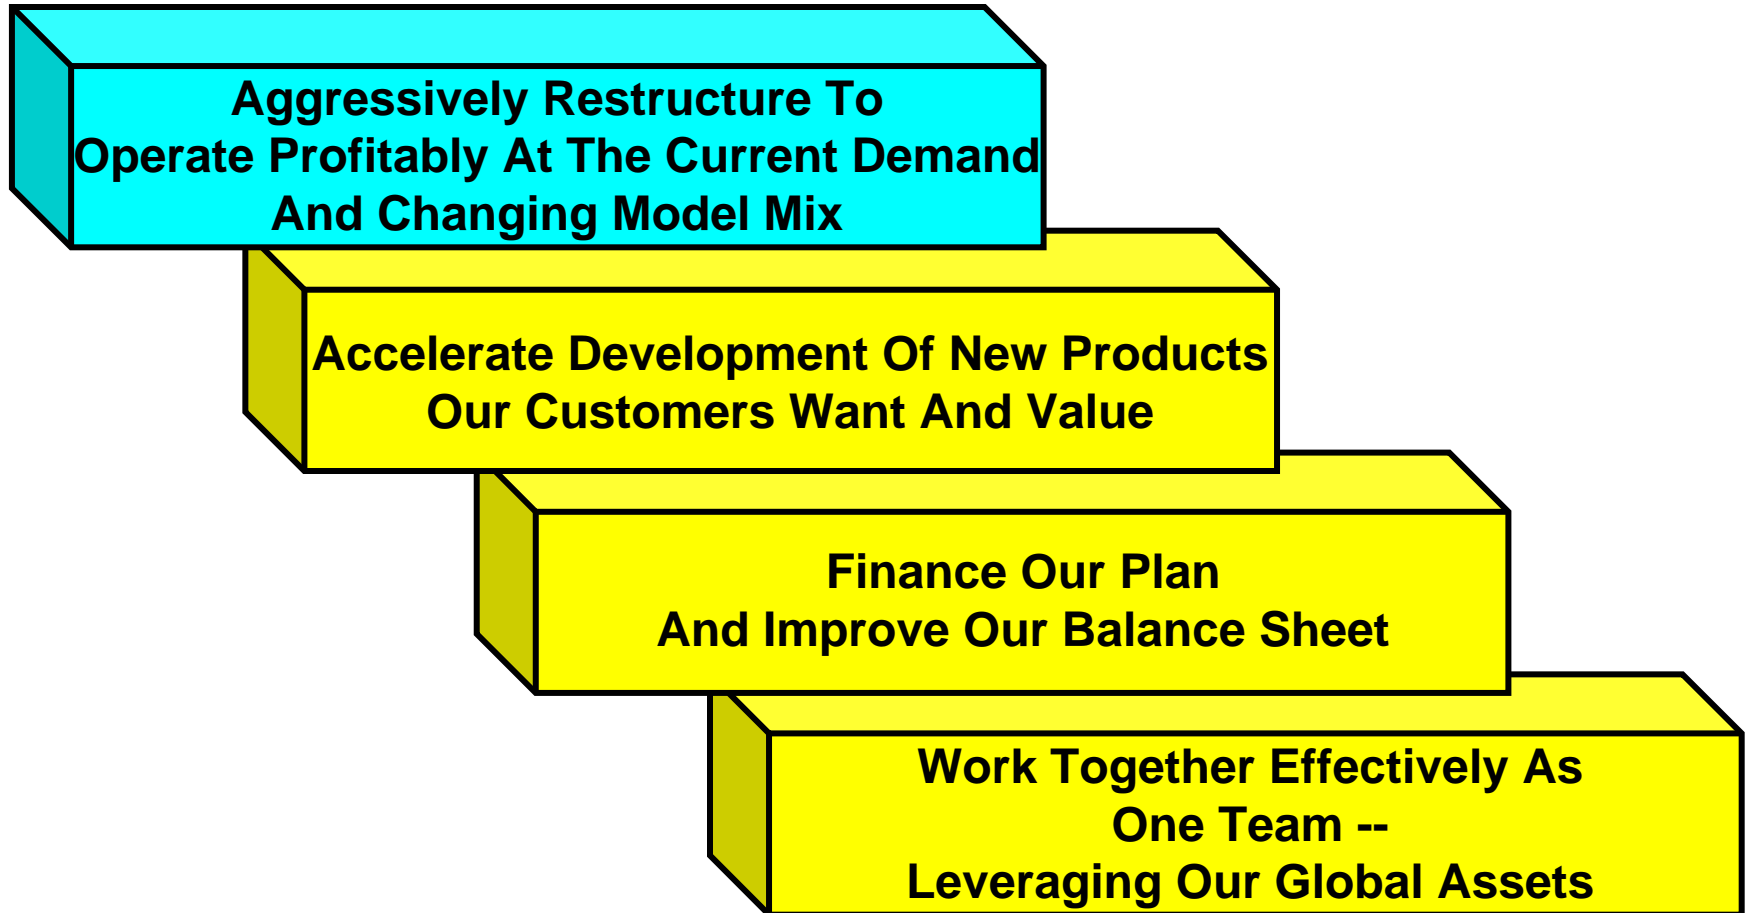 Aggressively Restructure To
Operate Profitably At The Current Demand
And Changing Model Mix
Accelerate Development Of New Products
Our Customers Want And Value
Finance Our Plan
And Improve Our Balance Sheet
Work Together Effectively As
One Team --
Leveraging Our Global Assets